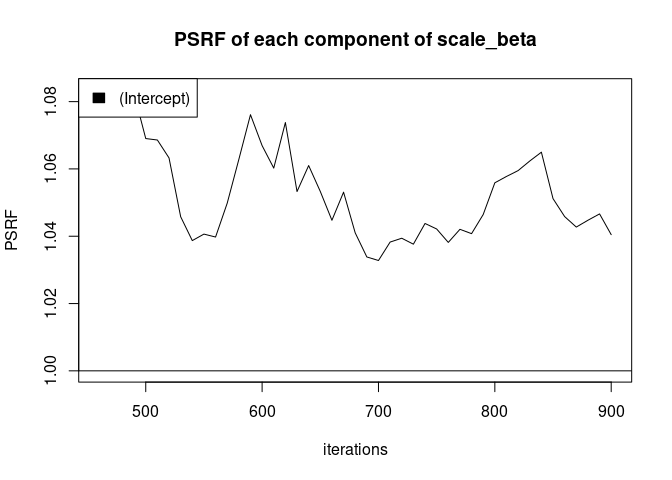 PSRF of each component of scale_beta
(Intercept)
PSRF
1.08
1.06
1.04
1.02
1.00
500 600 700 800 900
iterations